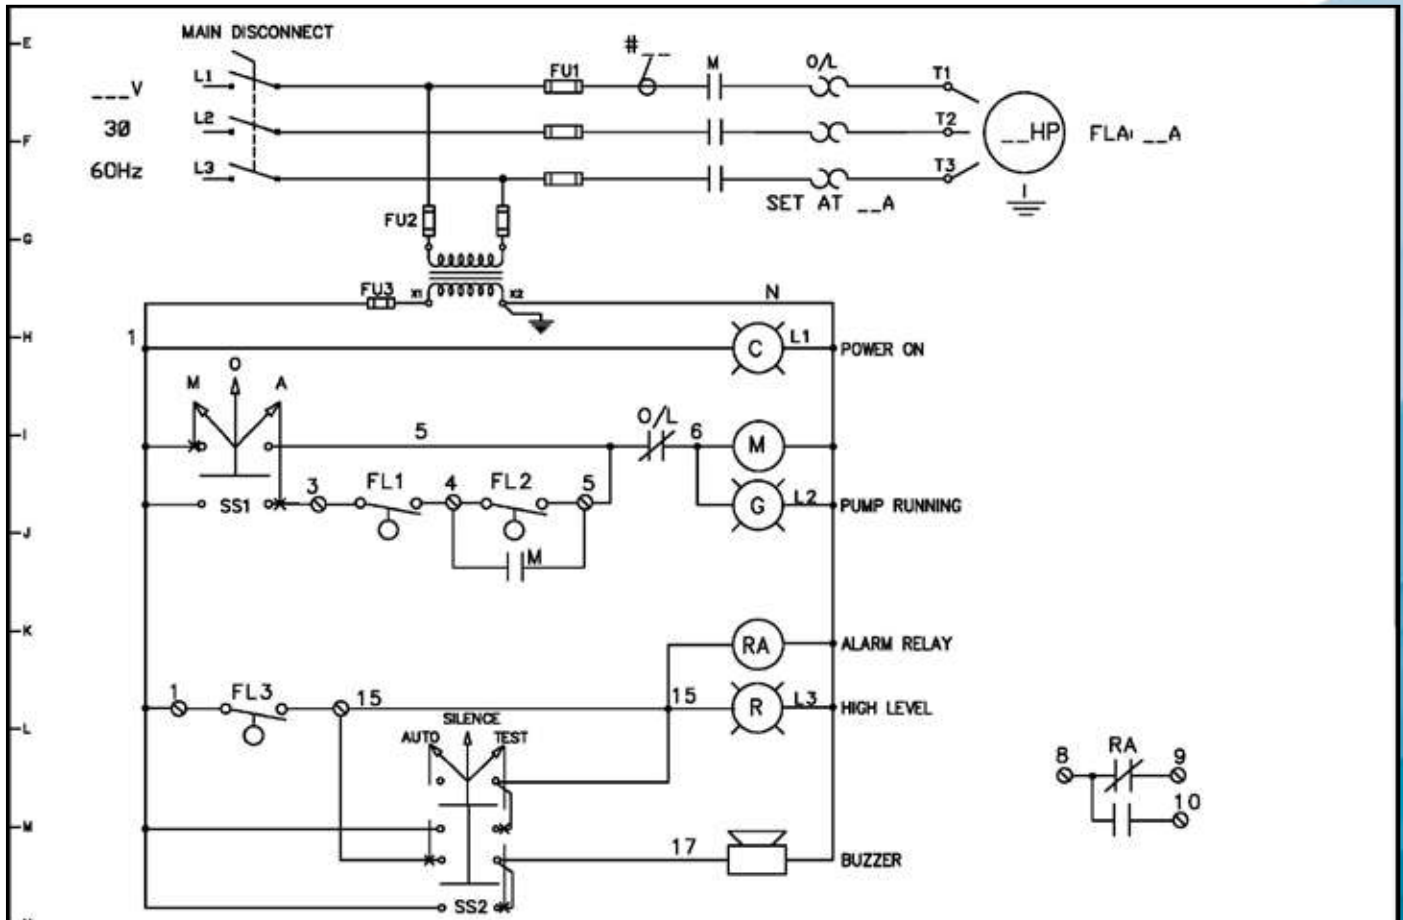 E
MAIN DISCONNECT
# __
L1 FU1 M O/L T1
___V
L2 T2
3Ø
__HP FLA: __A
F
60Hz L3 T3
SET AT __A
FU2
G
FU3 X1 X2 N
1 C L1 POWER ON
H
M O A
5 O/L 6 M
I
SS1 3 FL1 4 FL2 5 G L2 PUMP RUNNING
J
M
K
RA ALARM RELAY
1 FL3 15 15 R L3 HIGH LEVEL
L
SILENCE
AUTO TEST
8 RA 9
10
M
17 BUZZER
SS2